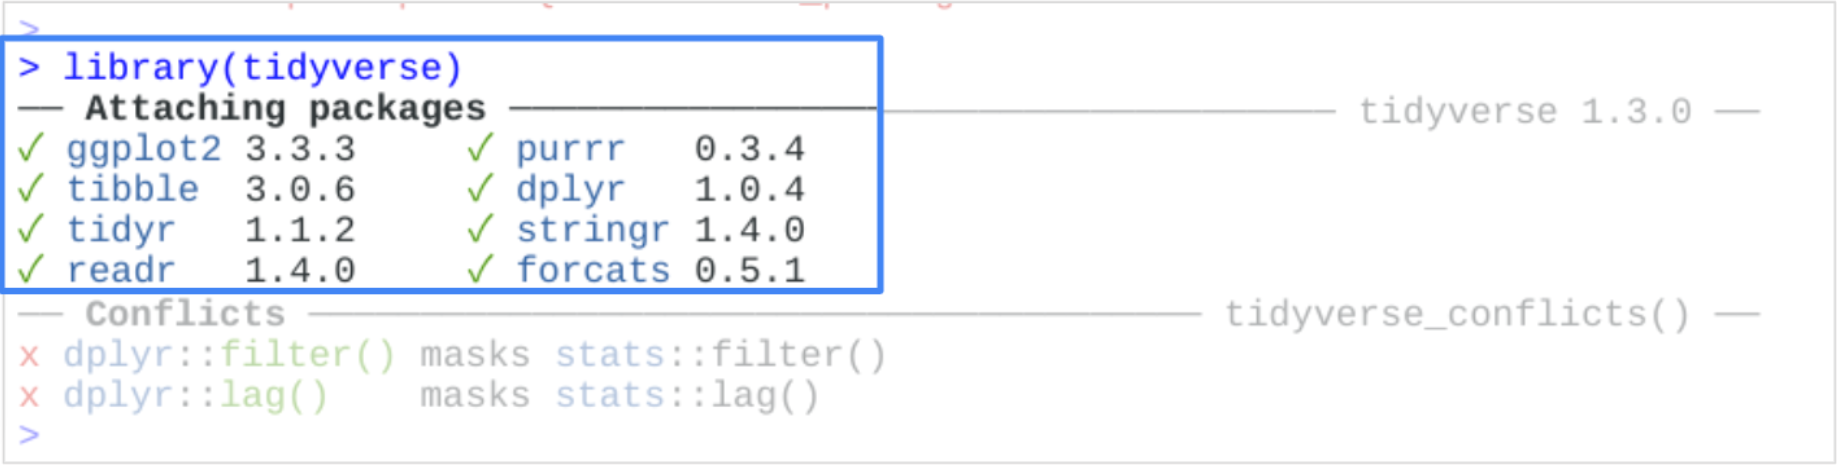 >
> library(tidyverse)
── Attaching packages ──────────────── tidyverse 1.3.0 ──
✓ ggplot2 3.3.3     ✓ purrr   0.3.4
✓ tibble  3.0.6     ✓ dplyr   1.0.4
✓ tidyr   1.1.2     ✓ stringr 1.4.0
✓ readr   1.4.0     ✓ forcats 0.5.1
── Conflicts ──────────────── tidyverse_conflicts() ──
x dplyr::filter() masks stats::filter()
x dplyr::lag()    masks stats::lag()
>